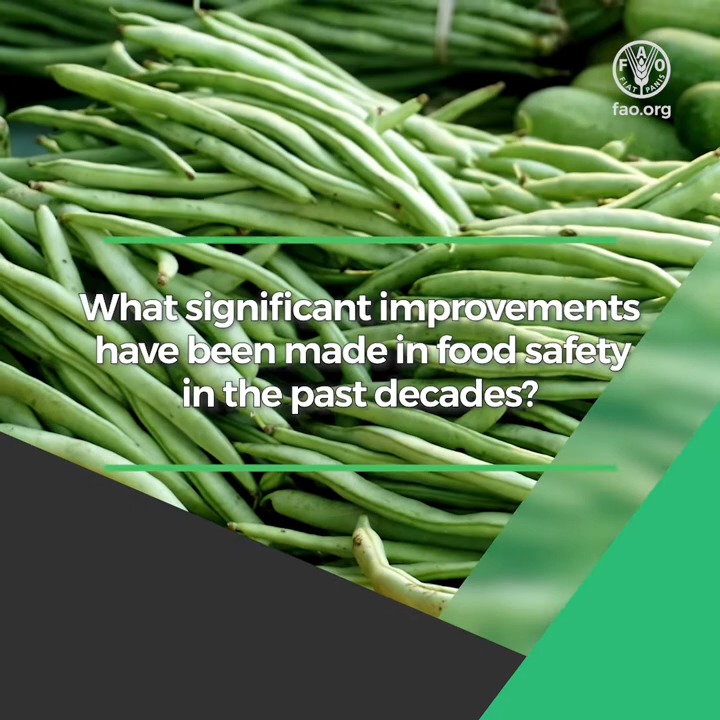 F A O
FIAT PANIS
fao.org
What significant improvements
have been made in food safety
in the past decades?